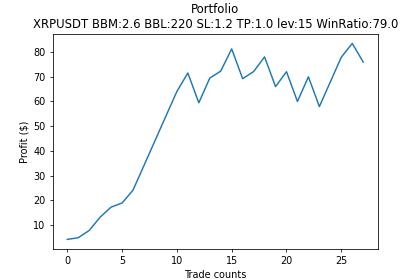 Portfolio
XRPUSDT BBM:2.6 BBL:220 SL:1.2 TP:1.0 lev:15 WinRatio:79.0
80
70
60
50
40
30
20
10
Profit ($)
0 5 10 15 20 25
Trade counts